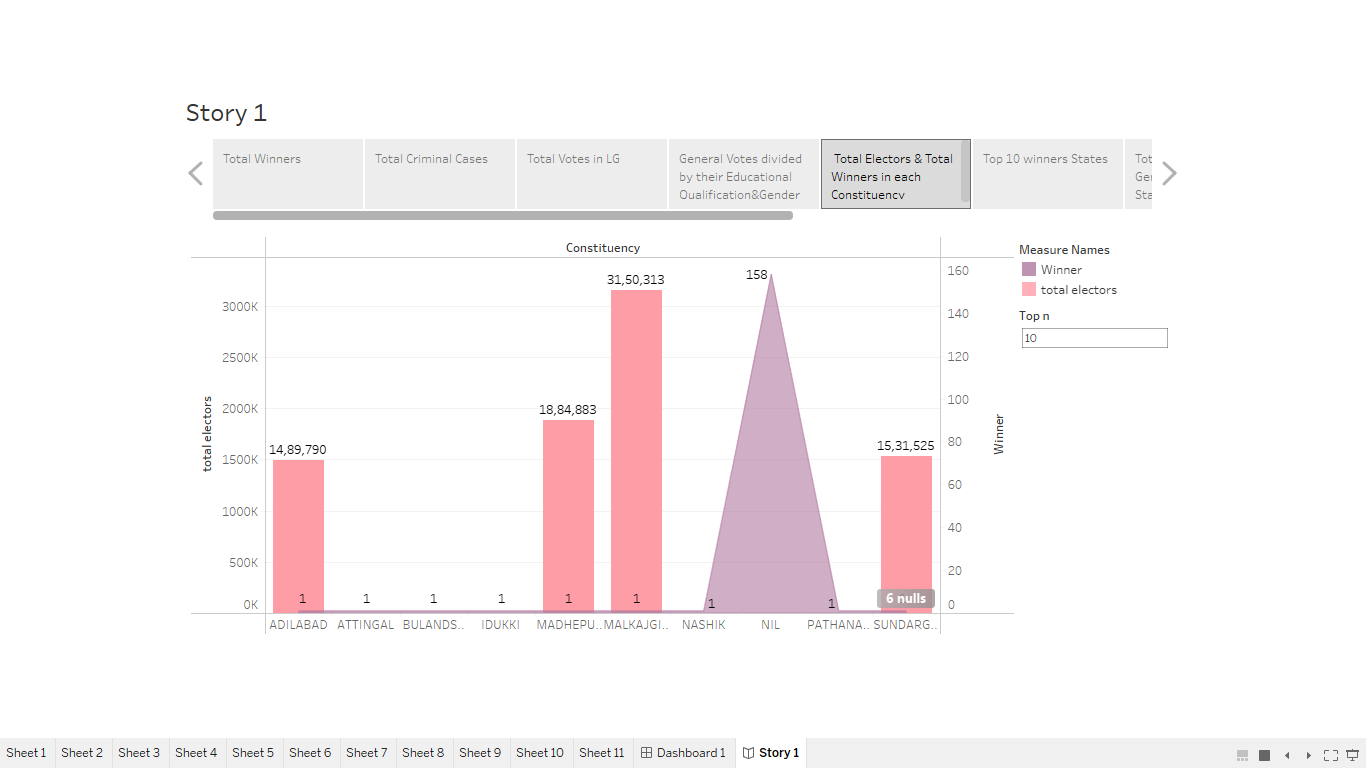 Story 1
Total Winners
Total Criminal Cases
Total Votes in LG
General Votes divided
by their Educational
Qualification&Gender
Total Electors & Total
Winners in each
Constituency
Top 10 winners States
Tot
Ger
Sta
Constituency
Measure Names
Winner
total electors
Top n
10
total electors
3000K
2500K
2000K
1500K
1000K
500K
0K
14,89,790
18,84,883
31,50,313
158
15,31,525
1
1
1
1
1
1
1
1
6 nulls
160
140
120
100
80
60
40
20
0
Winner
ADILABAD
ATTINGAL
BULANDS..
IDUKKI
MADHEPU..
MALKAJGI..
NASHIK
NIL
PATHANA..
SUNDARG..
Sheet 1
Sheet 2
Sheet 3
Sheet 4
Sheet 5
Sheet 6
Sheet 7
Sheet 8
Sheet 9
Sheet 10
Sheet 11
Dashboard 1
Story 1